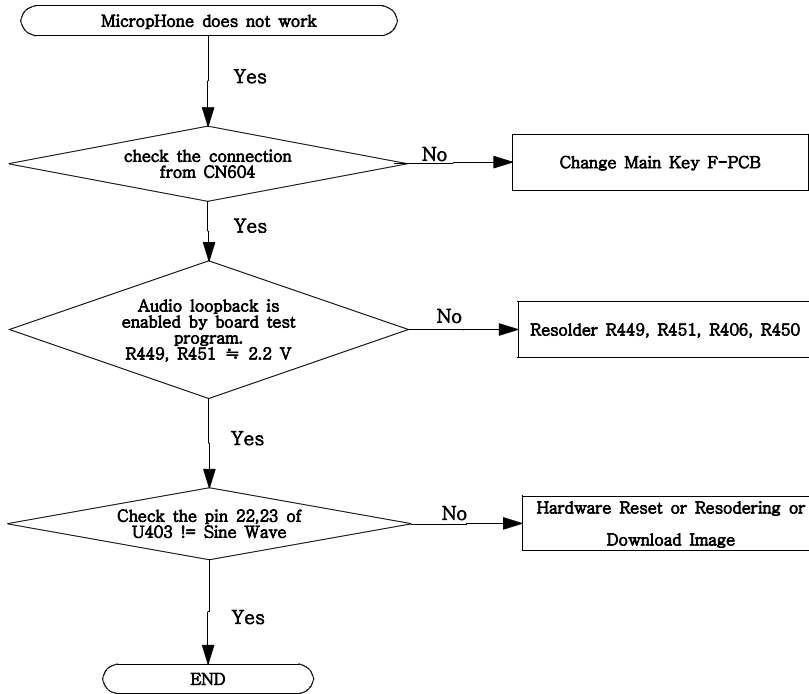 MicropHone does not work
Yes
check the connection
from CN604
No
Change Main Key F-PCB
Yes
Audio loopback is
enabled by board test
program.
R449, R451 ≒ 2.2 V
No
Resolder R449, R451, R406, R450
Yes
Check the pin 22,23 of
U403 != Sine Wave
No
Hardware Reset or Resodering or
Download Image
Yes
END